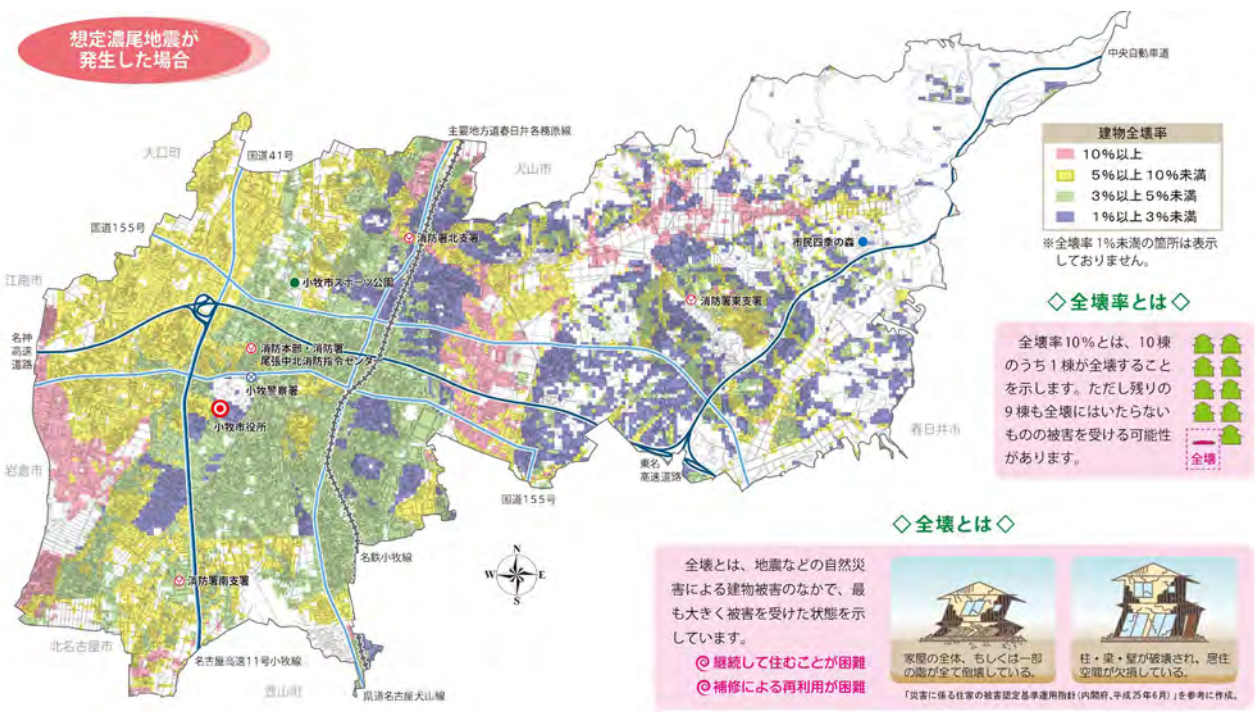 想定濃尾地震が
発生した場合
中央自動車道
主要地方道春日井各務原線
大口町
国道41号
犬山市
国道155号
消防署北支署
市民四季の森
江南市
小牧市スポーツ公園
消防署東支署
名神
高速
道路
消防本部・消防署
尾張中北消防指令センター
小牧警察署
小牧市役所
春日井市
岩倉市
東名
高速道路
国道155号
名鉄小牧線
消防署南支署
北名古屋市
名古屋高速11号小牧線
豊山町
県道名古屋犬山線
N
W
E
S
建物全壊率
10%以上
5%以上10%未満
3%以上5%未満
1%以上3%未満
※全壊率1%未満の箇所は表示
しておりません。
◇全壊率とは◇
全壊率10%とは、10棟
のうち1棟が全壊すること
を示します。ただし残りの
9棟も全壊にはいたらない
ものの被害を受ける可能性
があります。
全壊
◇全壊とは◇
全壊とは、地震などの自然災
害による建物被害のなかで、最
も大きく被害を受けた状態を示
しています。
継続して住むことが困難
補修による再利用が困難
家屋の全体、もしくは一部
の階が全て倒壊している。
柱・梁・壁が破壊され、居住
空間が欠損している。
「災害に係る住家の被害認定基準運用指針(内閣府、平成25年6月)」を参考に作成。